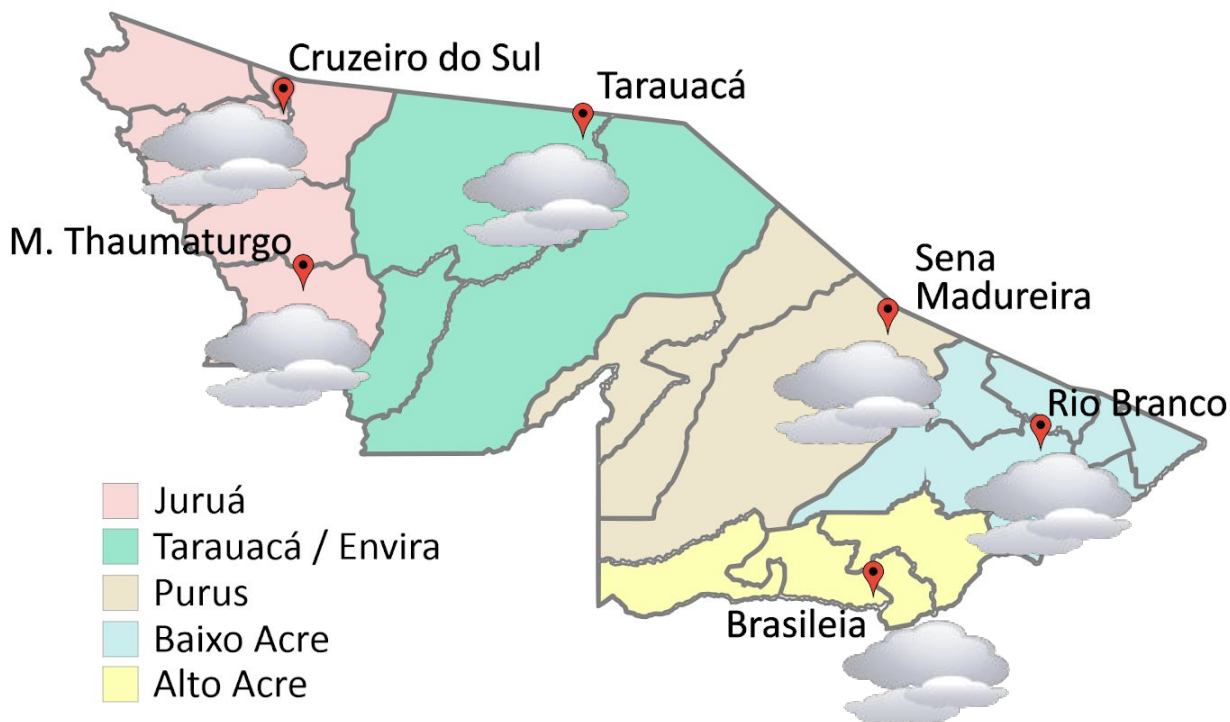 Cruzeiro do Sul
Tarauacá
M. Thaumaturgo
Sena
Madureira
Rio Branco
Brasileia
Juruá
Tarauacá / Envira
Purus
Baixo Acre
Alto Acre